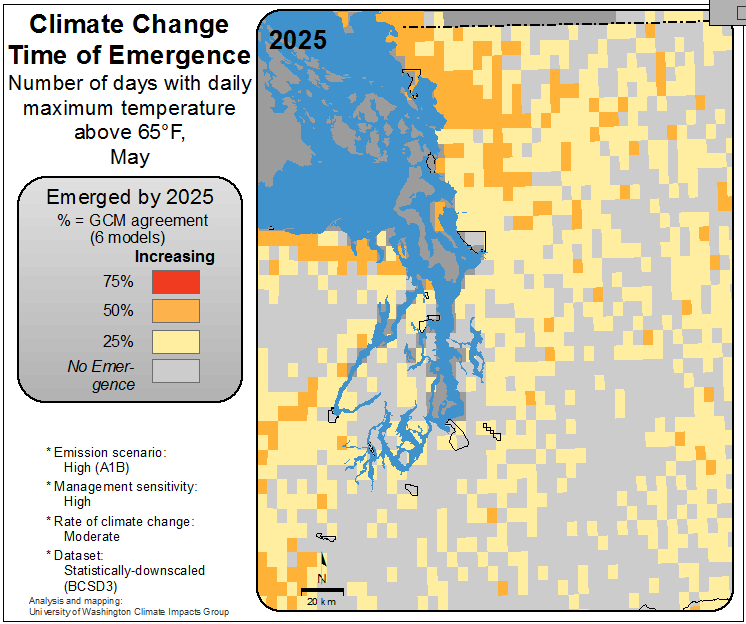 Climate Change
Time of Emergence
Number of days with daily
maximum temperature
above 65°F,
May
2025
Emerged by 2025
% = GCM agreement
(6 models)
Increasing
75%
50%
25%
No Emer-
gence
* Emission scenario:
High (A1B)
* Management sensitivity:
High
* Rate of climate change:
Moderate
* Dataset:
Statistically-downscaled
(BCSD3)
Analysis and mapping:
University of Washington Climate Impacts Group
N
20 km